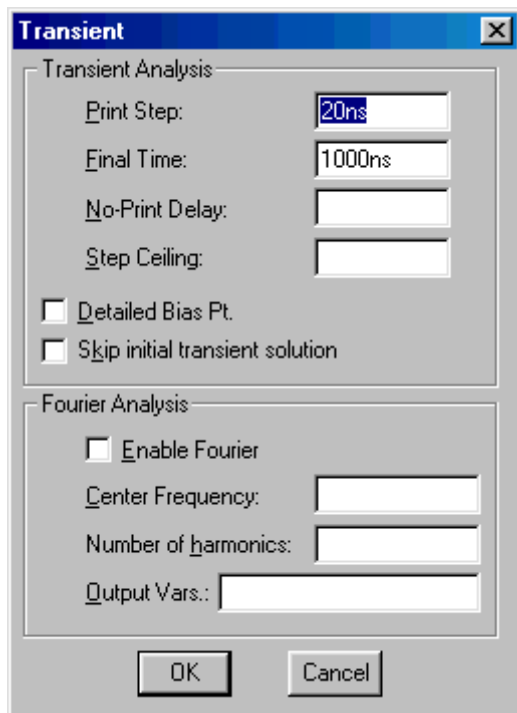 Transient
Transient Analysis
Print Step: 20ns
Final Time: 1000ns
No-Print Delay:
Step Ceiling:
Detailed Bias Pt.
Skip initial transient solution
Fourier Analysis
Enable Fourier
Center Frequency:
Number of harmonics:
Output Vars.:
OK Cancel